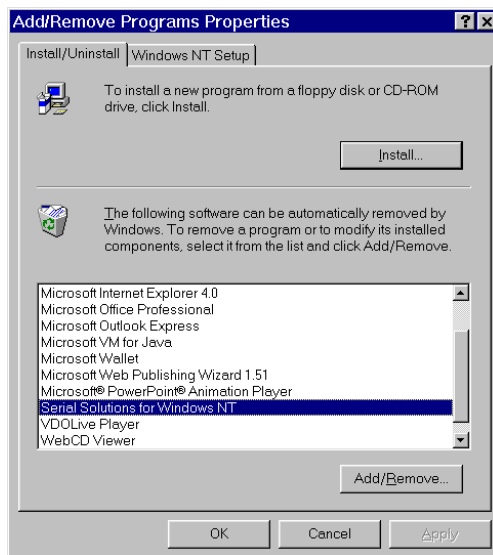 Add/Remove Programs Properties
Install/Uninstall Windows NT Setup
To install a new program from a floppy disk or CD-ROM
drive, click Install.
Install...
The following software can be automatically removed by
Windows. To remove a program or to modify its installed
components, select it from the list and click Add/Remove.
Microsoft Internet Explorer 4.0
Microsoft Office Professional
Microsoft Outlook Express
Microsoft VM for Java
Microsoft Wallet
Microsoft Web Publishing Wizard 1.51
Microsoft® PowerPoint® Animation Player
Serial Solutions for Windows NT
VDOLive Player
WebCD Viewer
Add/Remove...
OK Cancel Apply